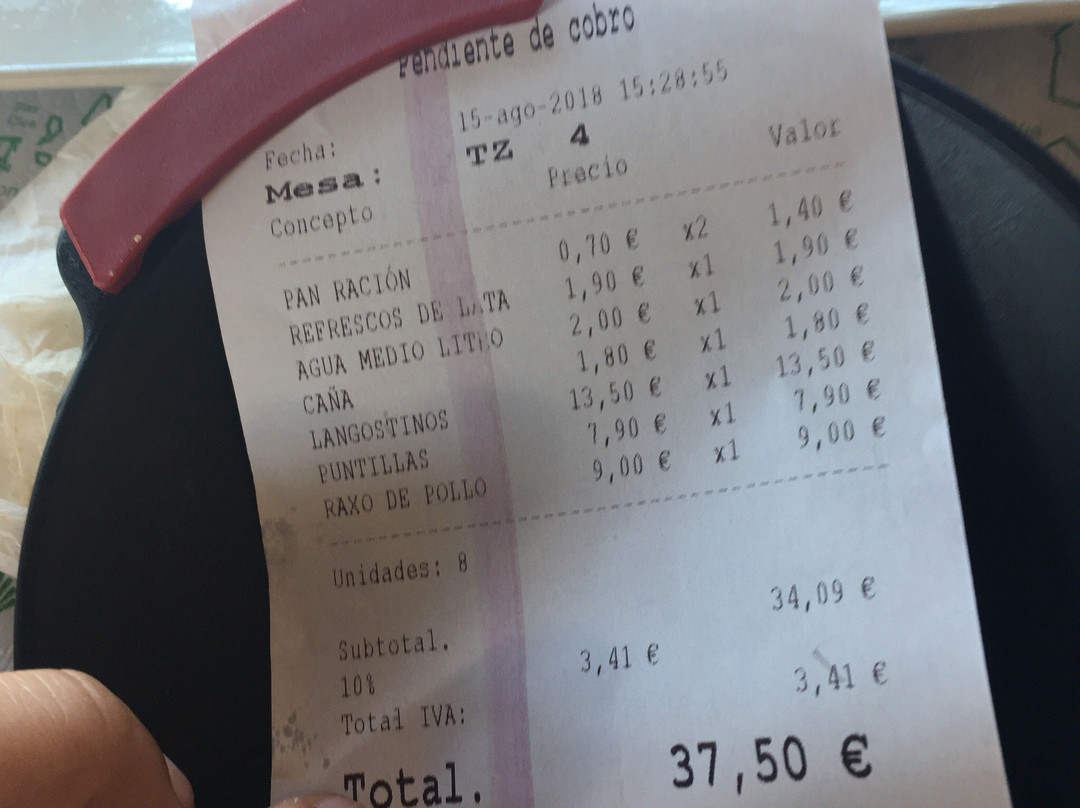 Pendiente de cobro
Fecha: 15-ago-2018 15:28:55
Mesa: TZ 4
Concepto Precio Valor
PAN RACIÓN 0,70 € x2 1,40 €
REFRESCOS DE LATA 1,90 € x1 1,90 €
AGUA MEDIO LITRO 2,00 € x1 2,00 €
CAÑA 1,80 € x1 1,80 €
LANGOSTINOS 13,50 € x1 13,50 €
PUNTILLAS 7,90 € x1 7,90 €
RAXO DE POLLO 9,00 € x1 9,00 €
Unidades: 8
Subtotal. 34,09 €
10% 3,41 €
Total IVA: 3,41 €
Total. 37,50 €